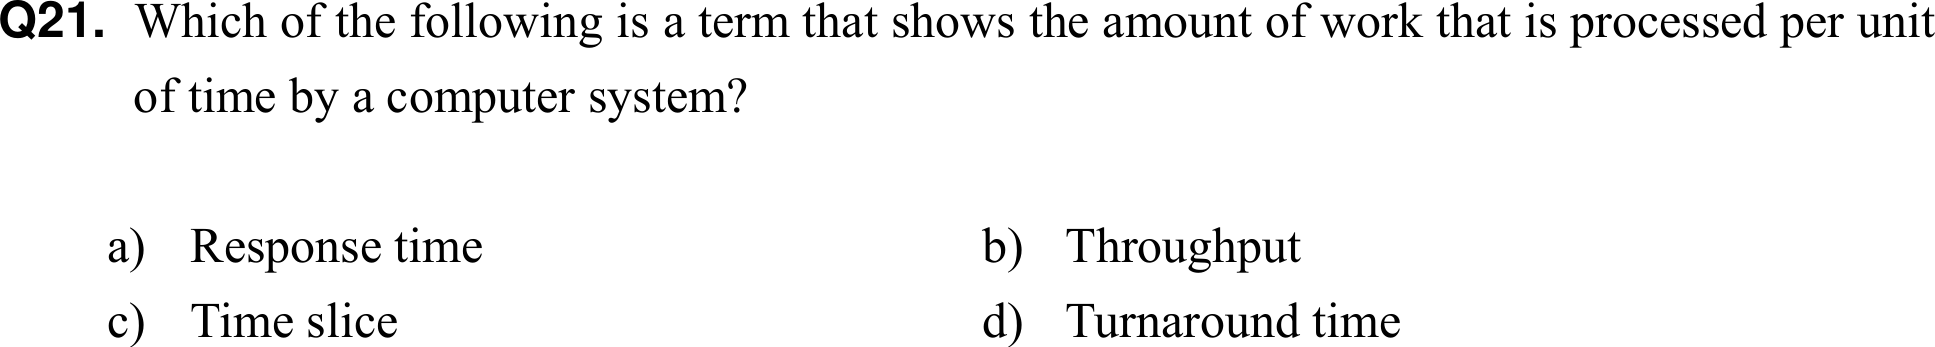 Q21. Which of the following is a term that shows the amount of work that is processed per unit
of time by a computer system?
a) Response time b) Throughput
c) Time slice d) Turnaround time